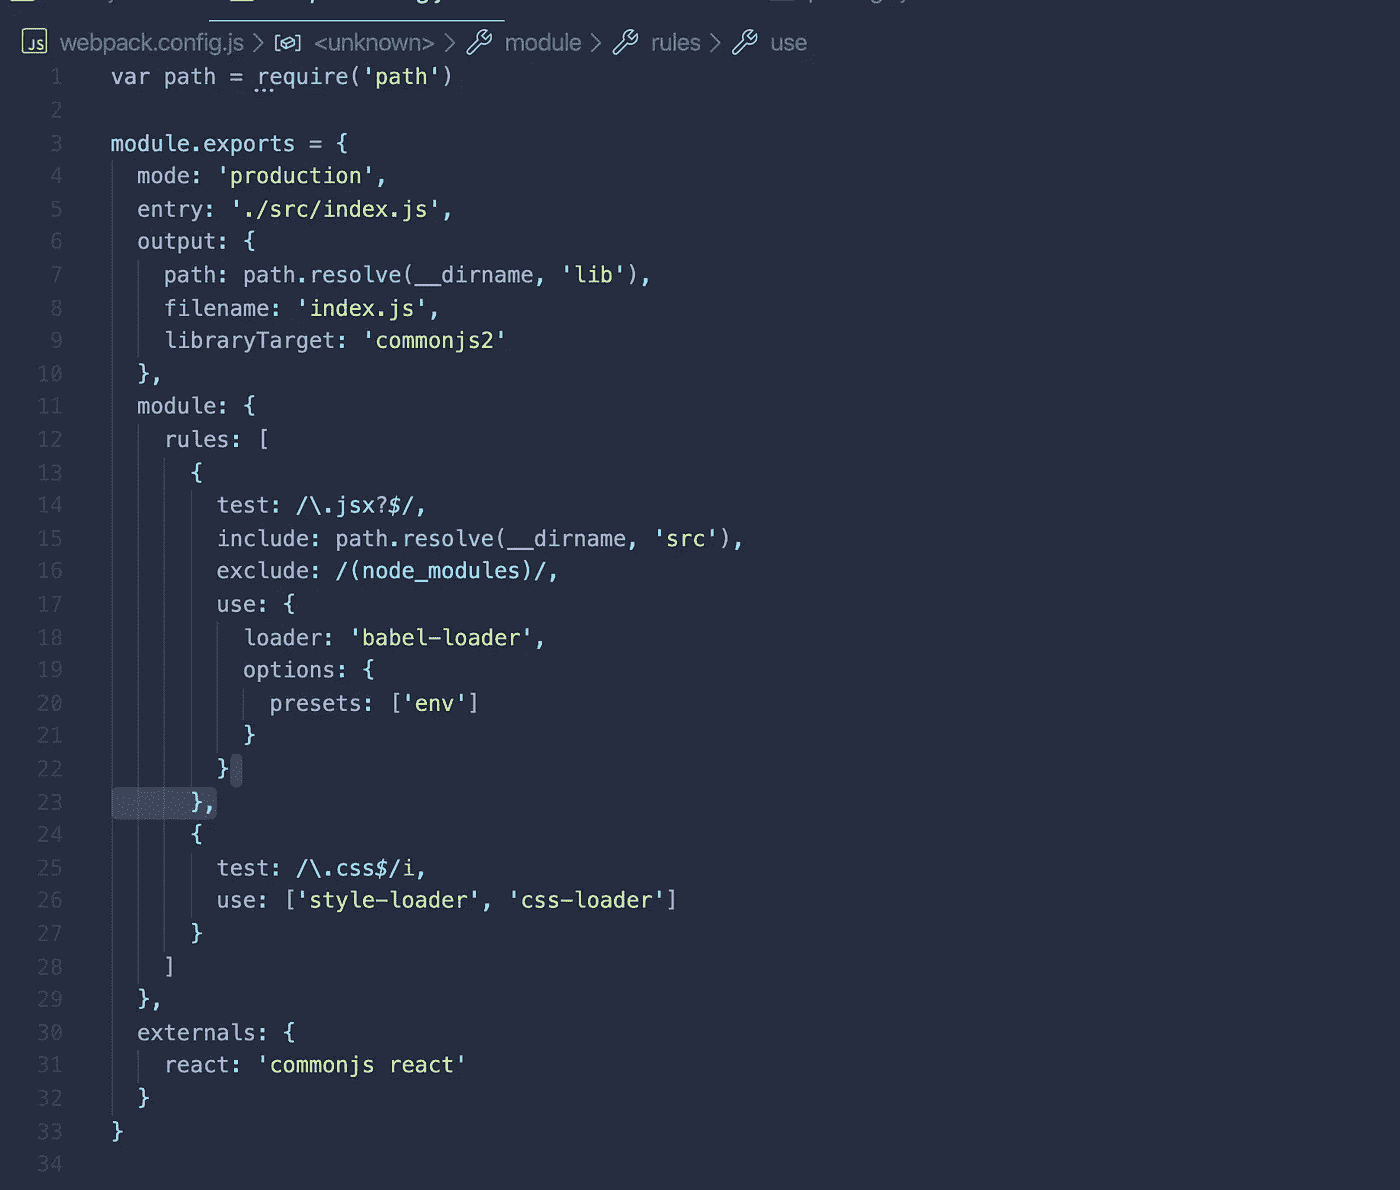 JS webpack.config.js > <unknown> > module > rules > use
1 var path = require('path')
2
3 module.exports = {
4 mode: 'production',
5 entry: './src/index.js',
6 output: {
7 path: path.resolve(__dirname, 'lib'),
8 filename: 'index.js',
9 libraryTarget: 'commonjs2'
10 },
11 module: {
12 rules: [
13 {
14 test: /\.jsx?$/,
15 include: path.resolve(__dirname, 'src'),
16 exclude: /(node_modules)/,
17 use: {
18 loader: 'babel-loader',
19 options: {
20 presets: ['env']
21 }
22 }
23 },
24 {
25 test: /\.css$/i,
26 use: ['style-loader', 'css-loader']
27 }
28 ]
29 },
30 externals: {
31 react: 'commonjs react'
32 }
33 }
34